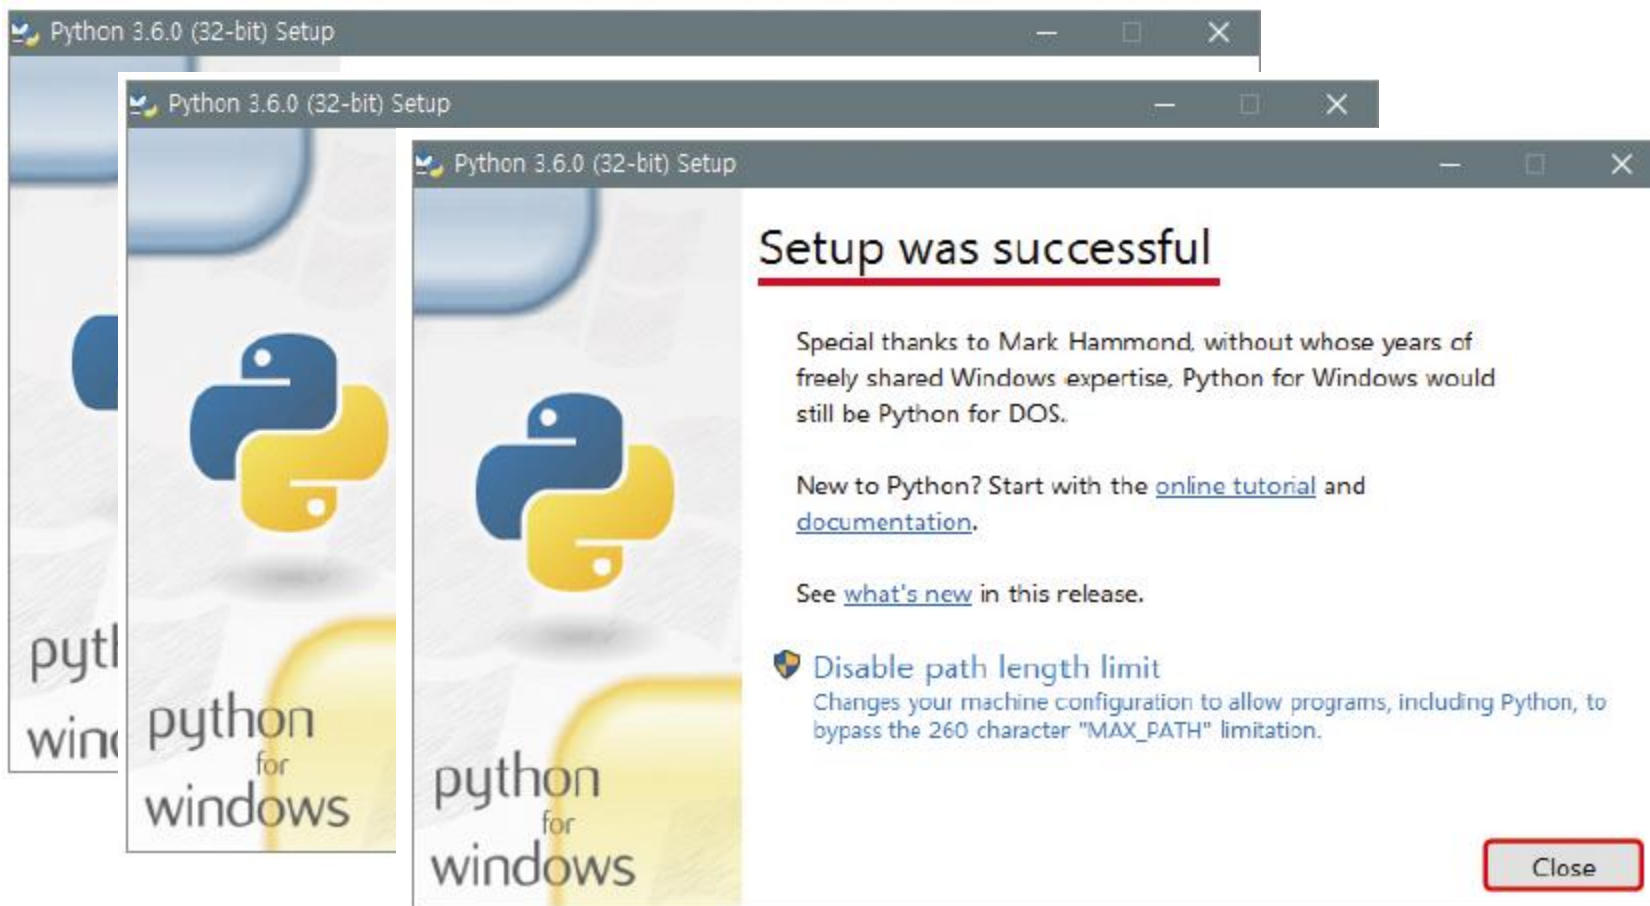 Python 3.6.0 (32-bit) Setup
Python 3.6.0 (32-bit) Setup
Python 3.6.0 (32-bit) Setup
Setup was successful
Special thanks to Mark Hammond, without whose years of
freely shared Windows expertise, Python for Windows would
still be Python for DOS.
New to Python? Start with the online tutorial and
documentation.
See what's new in this release.
Disable path length limit
Changes your machine configuration to allow programs, including Python, to
bypass the 260 character "MAX_PATH" limitation.
python
for
windows
python
for
windows
Close